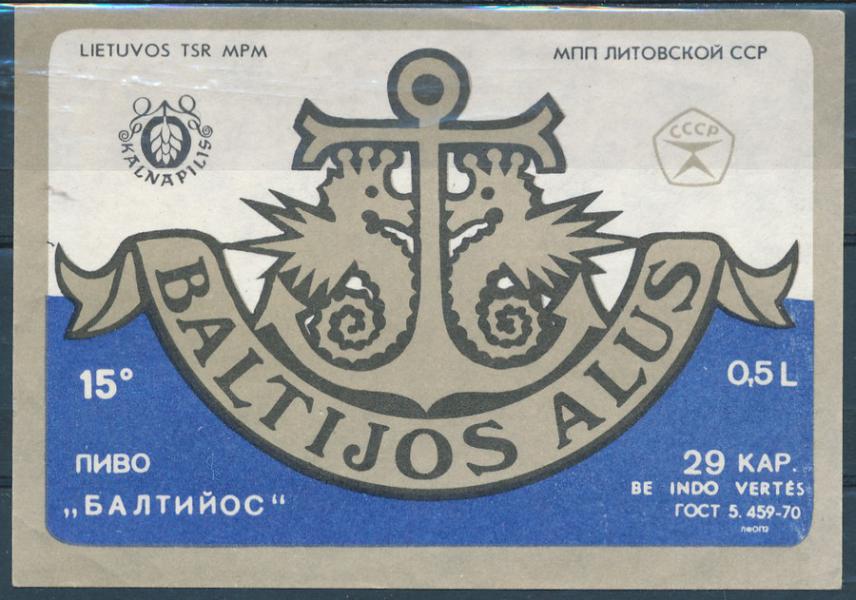 LIETUVOS TSR MPM
МПП ЛИТОВСКОЙ ССР
KALNAPILIS
СССР
BALTIJOS ALUS
15°
0,5 L
ПИВО
„БАЛТИЙОС“
29 KAP.
BE INDO VERTĖS
ГОСТ 5. 459-70